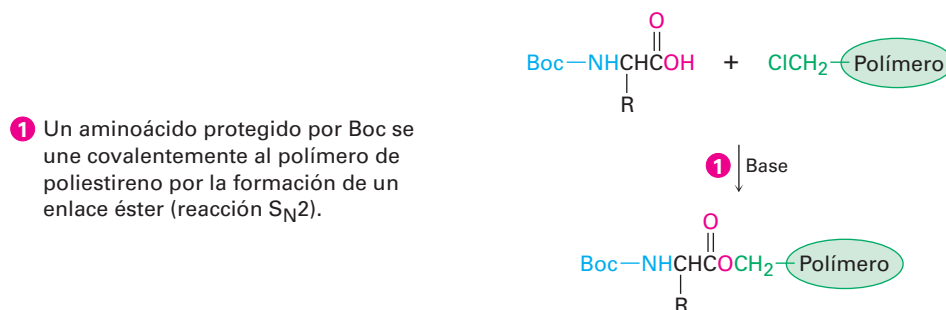 O
Boc—NHCHCOH + ClCH2—Polímero
R
1 Un aminoácido protegido por Boc se
une covalentemente al polímero de
poliestireno por la formación de un
enlace éster (reacción SN2).
1 Base
O
Boc—NHCHCOCH2—Polímero
R